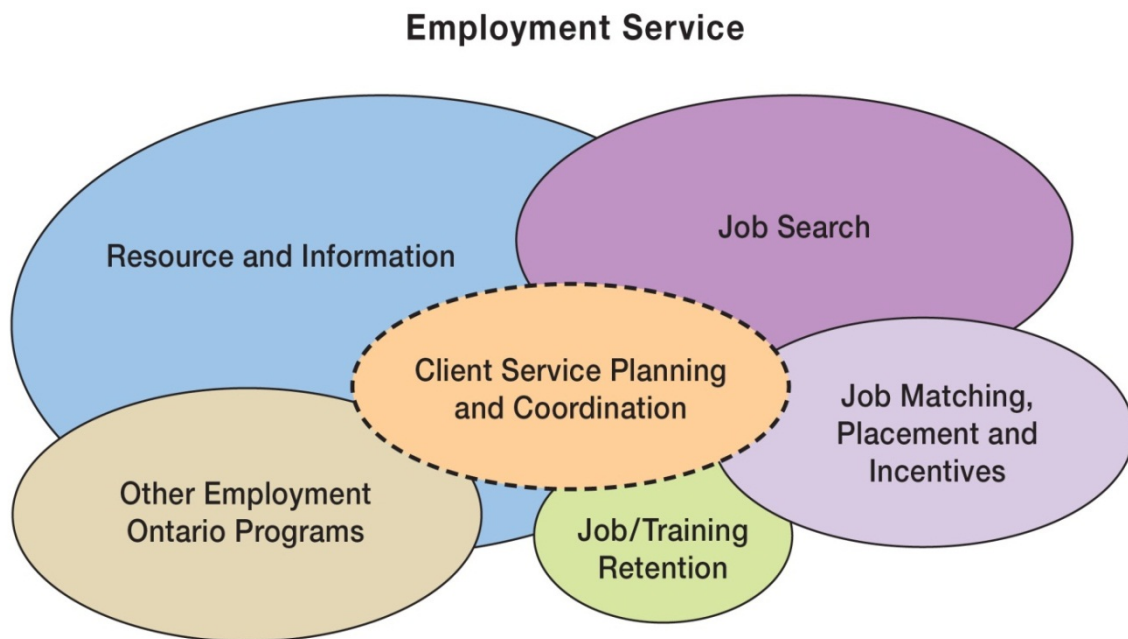 Employment Service
Resource and Information
Job Search
Client Service Planning
and Coordination
Job Matching,
Placement and
Incentives
Other Employment
Ontario Programs
Job/Training
Retention